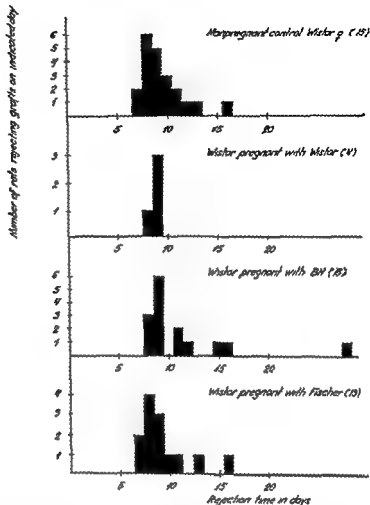 Number of rats rejecting grafts on indicated day
Nonpregnant control Wistar ♀
6
5
4
3
2
1
5 10 15 20
Wistar pregnant with Wistar (4)
3
2
1
5 10 15 20
Wistar pregnant with BN
6
5
4
3
2
1
5 10 15 20
Wistar pregnant with Fischer (13)
4
3
2
1
5 10 15 20
Rejection time in days